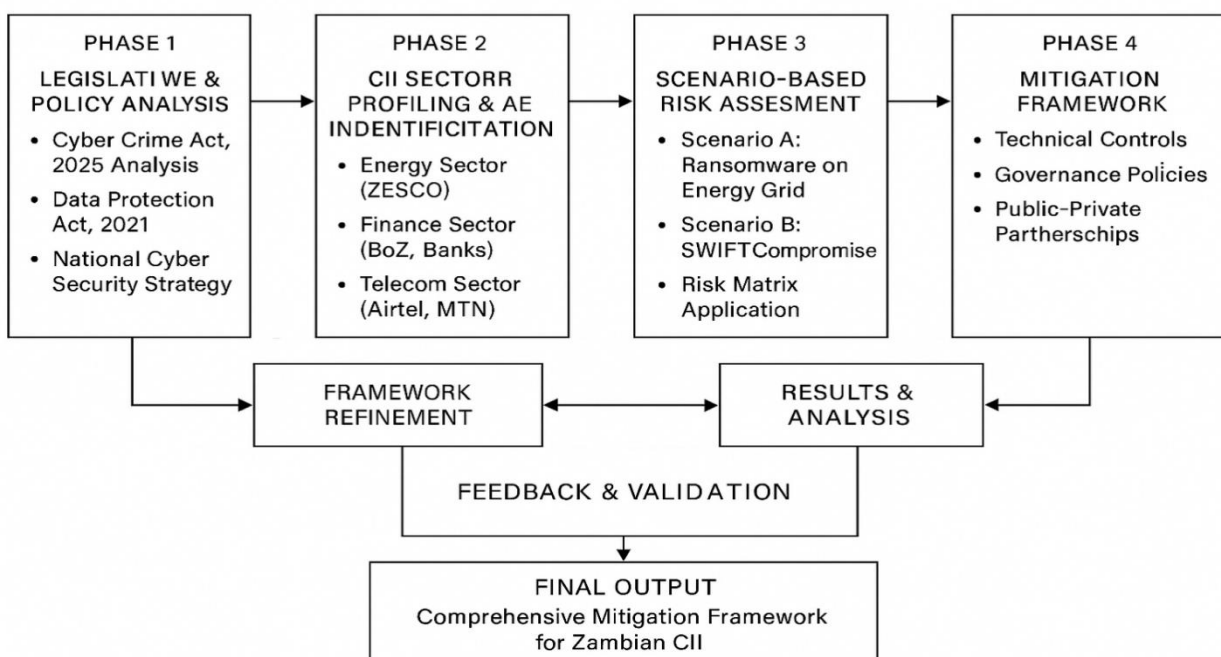 PHASE 1
LEGISLATI WE &
POLICY ANALYSIS
• Cyber Crime Act,
2025 Analysis
• Data Protection
Act, 2021
• National Cyber
Security Strategy
PHASE 2
CII SECTORR
PROFILING & AE
INDENTIFICITATION
• Energy Sector
(ZESCO)
• Finance Sector
(BoZ, Banks)
• Telecom Sector
(Airtel, MTN)
PHASE 3
SCENARIO-BASED
RISK ASSESMENT
• Scenario A:
Ransomware on
Energy Grid
• Scenario B:
SWIFTCompromise
• Risk Matrix
Application
PHASE 4
MITIGATION
FRAMEWORK
• Technical Controls
• Governance Policies
• Public-Private
Partherschips
FRAMEWORK
REFINEMENT
RESULTS &
ANALYSIS
FEEDBACK & VALIDATION
FINAL OUTPUT
Comprehensive Mitigation Framework
for Zambian CII